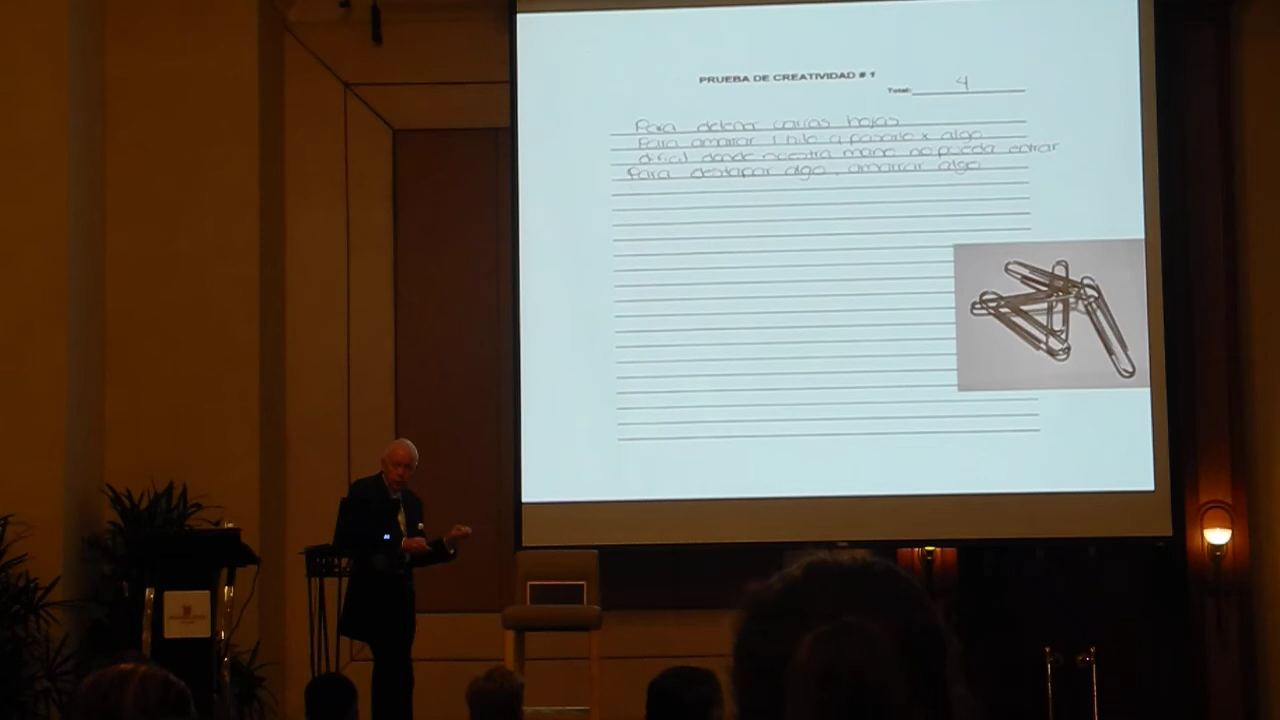 PRUEBA DE CREATIVIDAD # 1
Total: 4
Para detener varias hojas
Para amarrar 1 hilo y pasarlo x algo
dificil donde nuestra mano no pueda entrar
Para destapar algo, amarrar algo